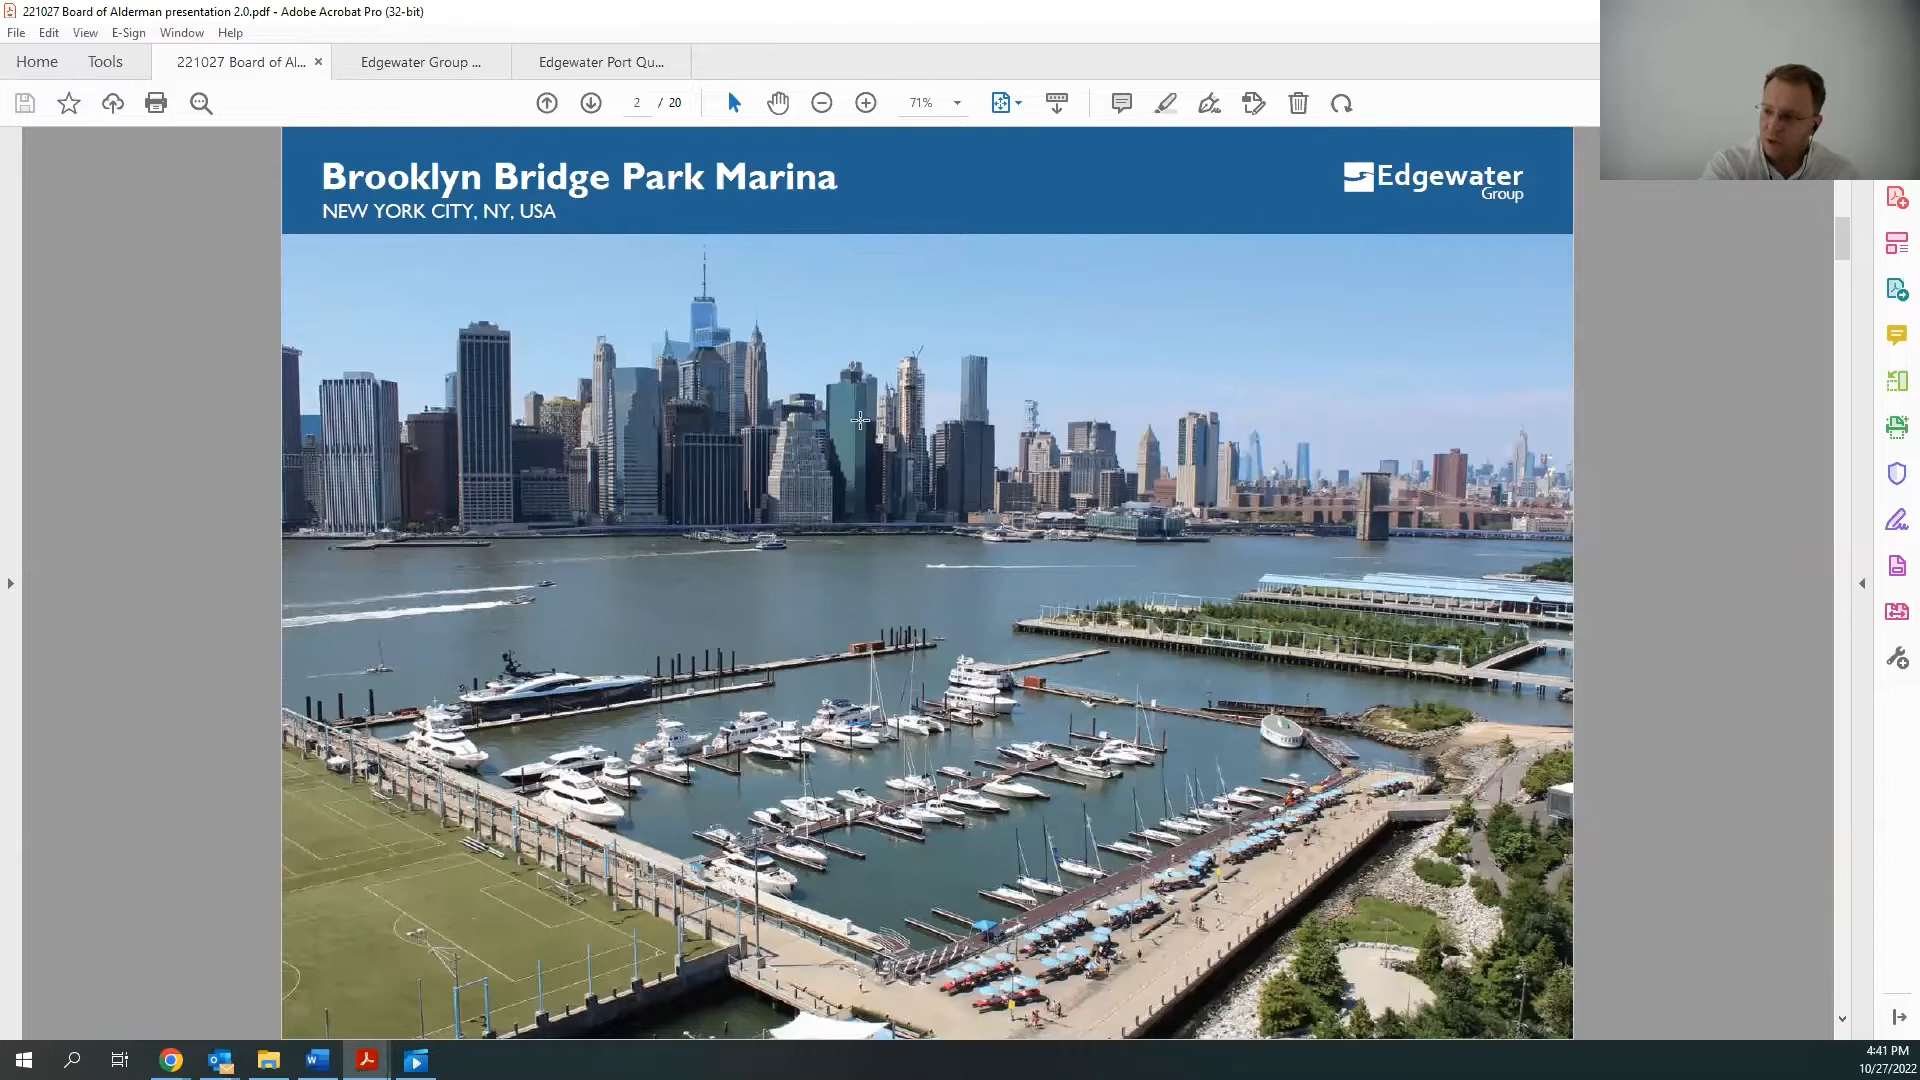 221027 Board of Alderman presentation 2.0.pdf - Adobe Acrobat Pro (32-bit)
File Edit View E-Sign Window Help
Home Tools 221027 Board of Al... × Edgewater Group ... Edgewater Port Qu...
2 / 20 71%
Brooklyn Bridge Park Marina
NEW YORK CITY, NY, USA
Edgewater
Group
4:41 PM
10/27/2022